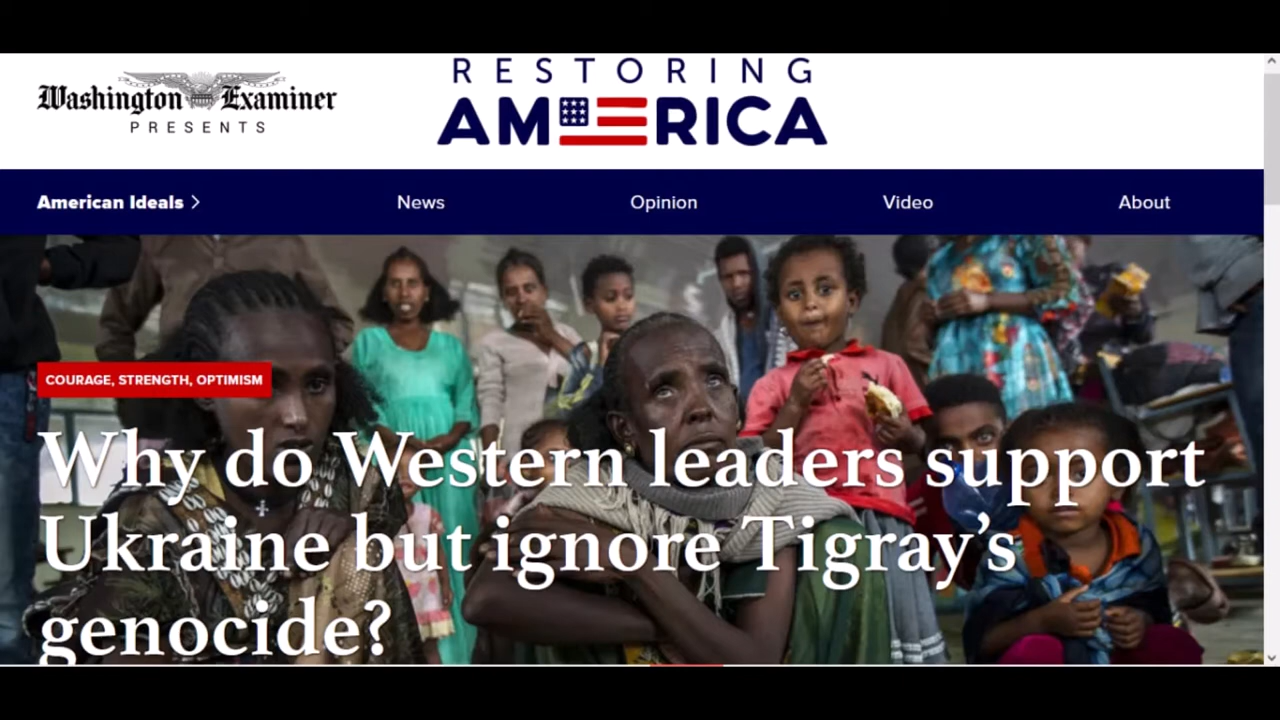 Washington Examiner
PRESENTS
RESTORING
AMERICA
American Ideals >
News
Opinion
Video
About
COURAGE, STRENGTH, OPTIMISM
Why do Western leaders support
Ukraine but ignore Tigray’s
genocide?